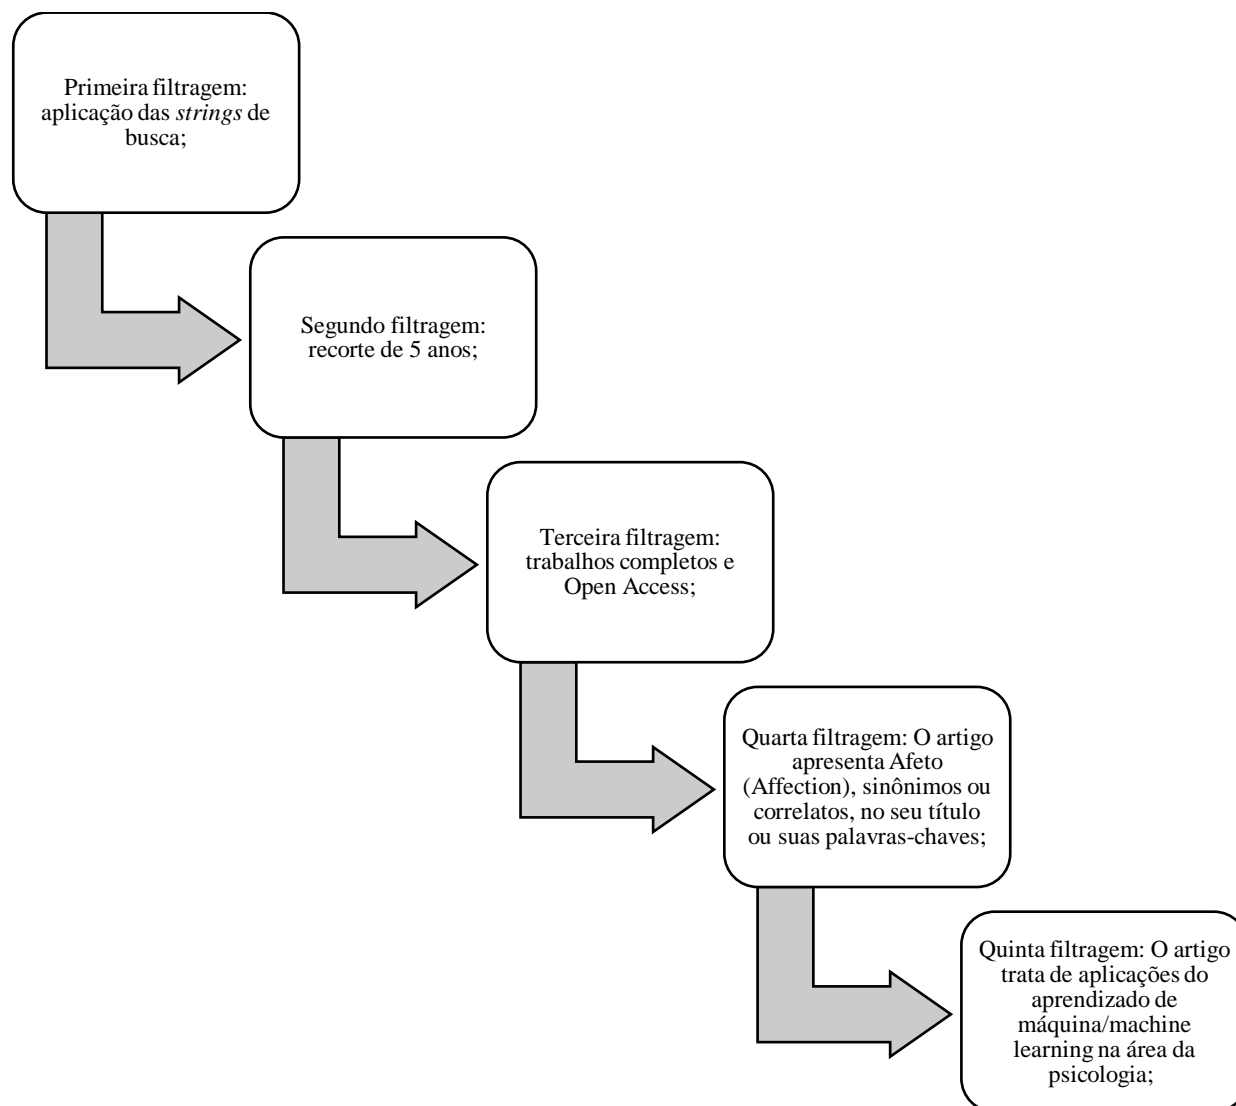 Primeira filtragem:
aplicação das strings de
busca;
Segundo filtragem:
recorte de 5 anos;
Terceira filtragem:
trabalhos completos e
Open Access;
Quarta filtragem: O artigo
apresenta Afeto
(Affection), sinônimos ou
correlatos, no seu título
ou suas palavras-chaves;
Quinta filtragem: O artigo
trata de aplicações do
aprendizado de
máquina/machine
learning na área da
psicologia;